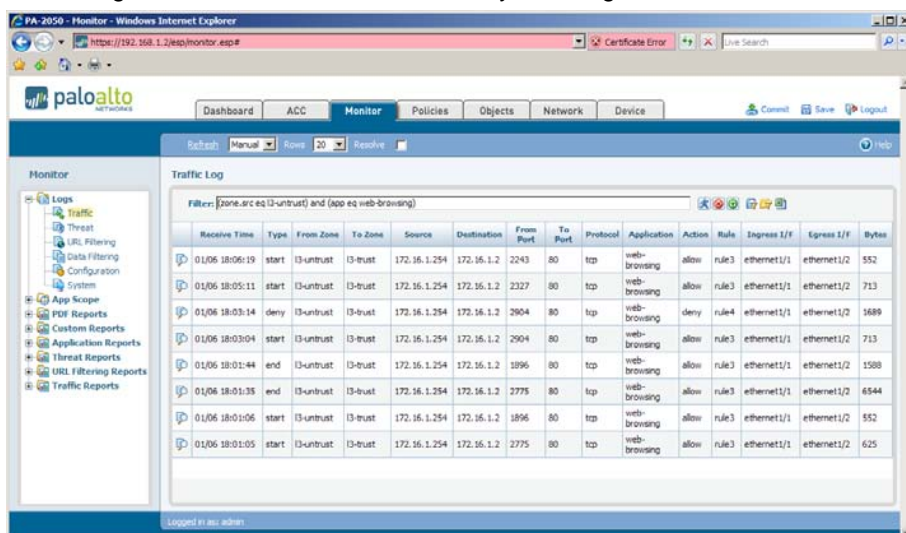 PA-2050 - Monitor - Windows Internet Explorer
https://192.168.1.2/esp/monitor.esp#
Certificate Error
Live Search
paloalto
NETWORKS
Dashboard ACC Monitor Policies Objects Network Device
Commit Save Logout
Refresh Manual Rows 20 Resolve
Help
Monitor
Logs
Traffic
Threat
URL Filtering
Data Filtering
Configuration
System
App Scope
PDF Reports
Custom Reports
Application Reports
Threat Reports
URL Filtering Reports
Traffic Reports
Traffic Log
Filter: (zone.src eq l3-untrust) and (app eq web-browsing)
Receive Time Type From Zone To Zone Source Destination From Port To Port Protocol Application Action Rule Ingress I/F Egress I/F Bytes
01/06 18:06:19 start l3-untrust l3-trust 172.16.1.254 172.16.1.2 2243 80 tcp web-browsing allow rule3 ethernet1/1 ethernet1/2 552
01/06 18:05:11 start l3-untrust l3-trust 172.16.1.254 172.16.1.2 2327 80 tcp web-browsing allow rule3 ethernet1/1 ethernet1/2 713
01/06 18:03:14 deny l3-untrust l3-trust 172.16.1.254 172.16.1.2 2904 80 tcp web-browsing deny rule4 ethernet1/1 ethernet1/2 1689
01/06 18:03:04 start l3-untrust l3-trust 172.16.1.254 172.16.1.2 2904 80 tcp web-browsing allow rule3 ethernet1/1 ethernet1/2 713
01/06 18:01:44 end l3-untrust l3-trust 172.16.1.254 172.16.1.2 1896 80 tcp web-browsing allow rule3 ethernet1/1 ethernet1/2 1588
01/06 18:01:35 end l3-untrust l3-trust 172.16.1.254 172.16.1.2 2775 80 tcp web-browsing allow rule3 ethernet1/1 ethernet1/2 6544
01/06 18:01:06 start l3-untrust l3-trust 172.16.1.254 172.16.1.2 1896 80 tcp web-browsing allow rule3 ethernet1/1 ethernet1/2 552
01/06 18:01:05 start l3-untrust l3-trust 172.16.1.254 172.16.1.2 2775 80 tcp web-browsing allow rule3 ethernet1/1 ethernet1/2 625
Logged in as: admin